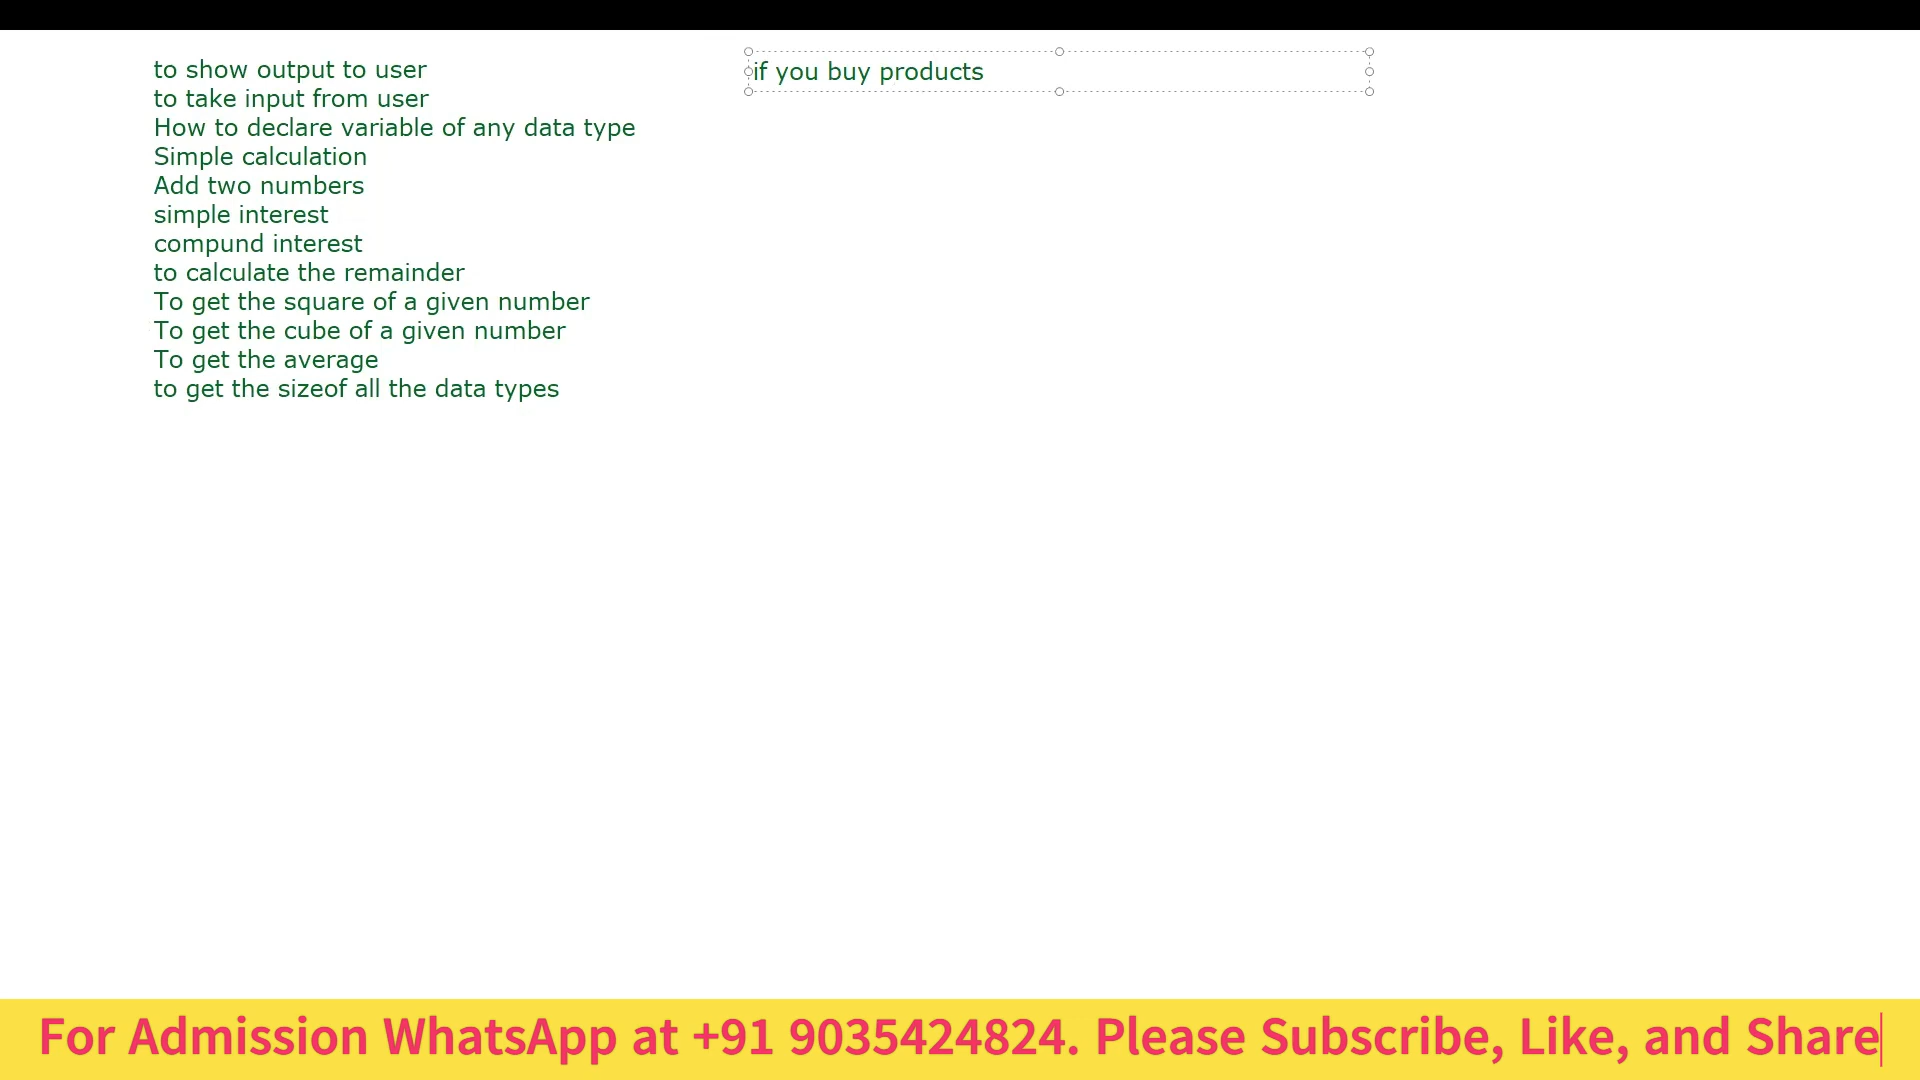 to show output to user
to take input from user
How to declare variable of any data type
Simple calculation
Add two numbers
simple interest
compund interest
to calculate the remainder
To get the square of a given number
To get the cube of a given number
To get the average
to get the sizeof all the data types
if you buy products
For Admission WhatsApp at +91 9035424824. Please Subscribe, Like, and Share